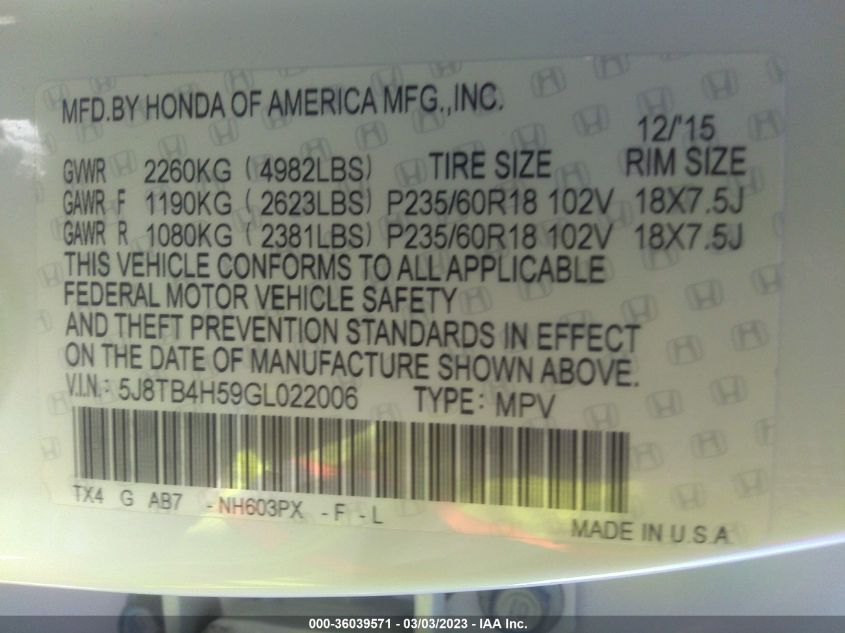 MFD.BY HONDA OF AMERICA MFG.,INC.
12/'15
GVWR 2260KG (4982LBS) TIRE SIZE RIM SIZE
GAWR F 1190KG (2623LBS) P235/60R18 102V 18X7.5J
GAWR R 1080KG (2381LBS) P235/60R18 102V 18X7.5J
THIS VEHICLE CONFORMS TO ALL APPLICABLE
FEDERAL MOTOR VEHICLE SAFETY
AND THEFT PREVENTION STANDARDS IN EFFECT
ON THE DATE OF MANUFACTURE SHOWN ABOVE.
V.I.N.: 5J8TB4H59GL022006 TYPE: MPV
TX4 G AB7 -NH603PX -F -L
MADE IN U.S.A
000-36039571 - 03/03/2023 - IAA Inc.